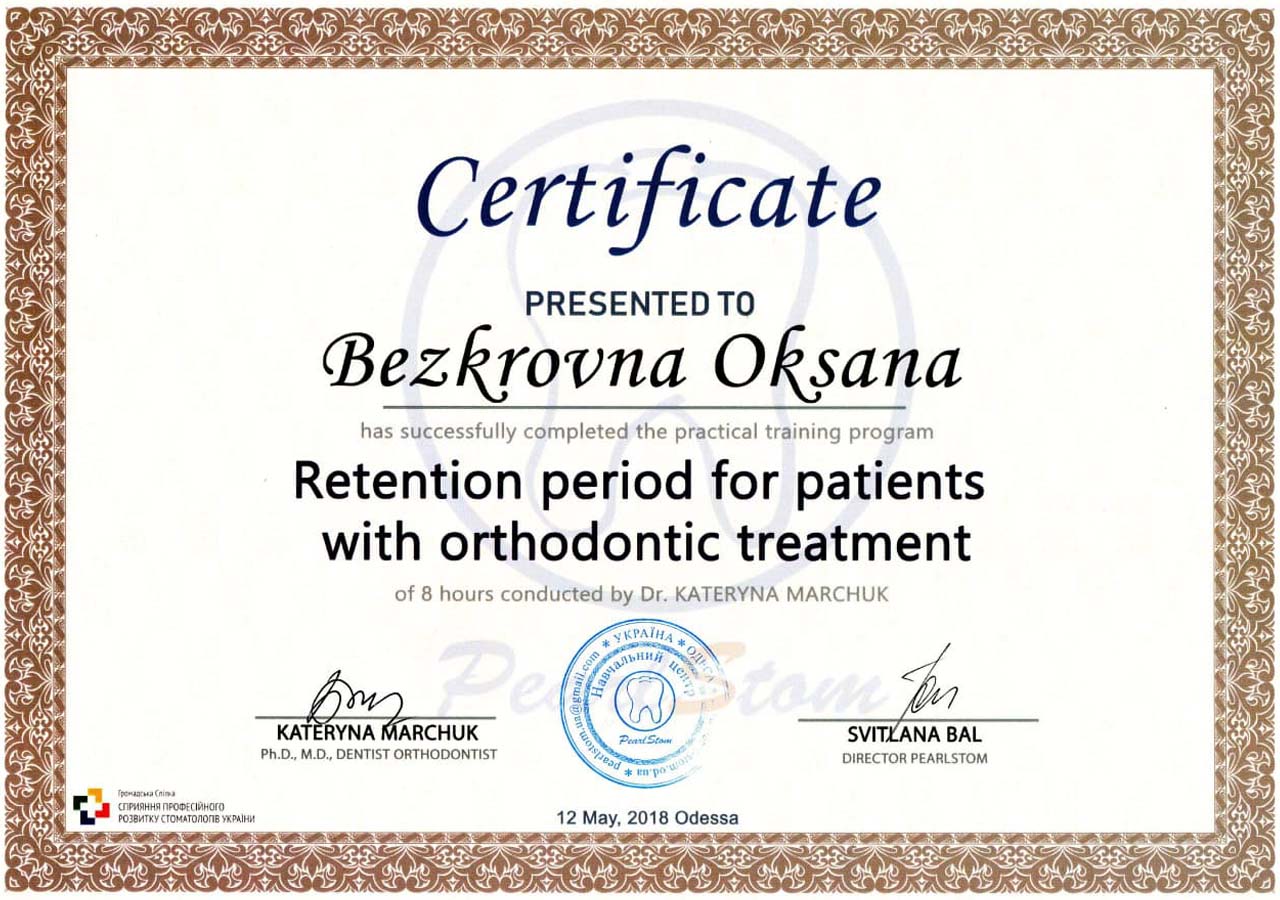 Certificate
PRESENTED TO
Bezkrovna Oksana
has successfully completed the practical training program
Retention period for patients
with orthodontic treatment
of 8 hours conducted by Dr. KATERYNA MARCHUK
PearlStom
* УКРАЇНА * ОДЕСА
Навчальний центр
PearlStom
pearlstom.ua@gmail.com
KATERYNA MARCHUK
Ph.D., M.D., DENTIST ORTHODONTIST
SVITLANA BAL
DIRECTOR PEARLSTOM
Громадська Спілка
СПРИЯННЯ ПРОФЕСІЙНОГО
РОЗВИТКУ СТОМАТОЛОГІВ УКРАЇНИ
12 May, 2018 Odessa